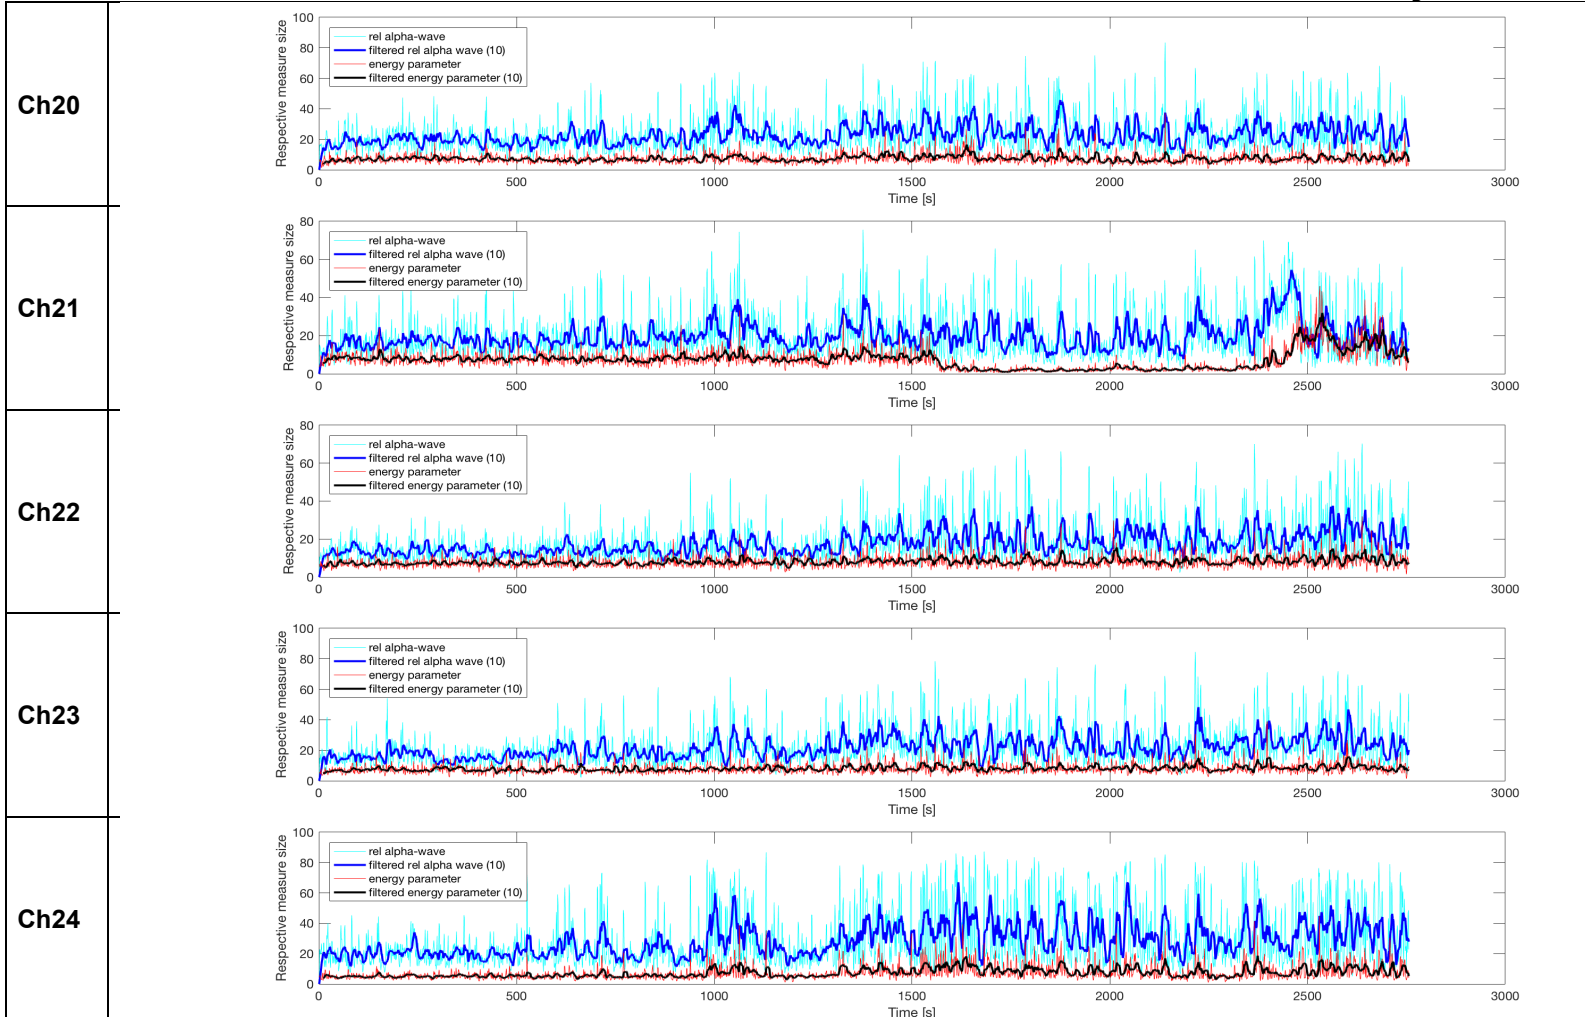 Ch20
Respective measure size
100
80
60
40
20
0
rel alpha-wave
filtered rel alpha wave (10)
energy parameter
filtered energy parameter (10)
0 500 1000 1500 2000 2500 3000
Time [s]
Ch21
Respective measure size
80
60
40
20
0
rel alpha-wave
filtered rel alpha wave (10)
energy parameter
filtered energy parameter (10)
0 500 1000 1500 2000 2500 3000
Time [s]
Ch22
Respective measure size
80
60
40
20
0
rel alpha-wave
filtered rel alpha wave (10)
energy parameter
filtered energy parameter (10)
0 500 1000 1500 2000 2500 3000
Time [s]
Ch23
Respective measure size
100
80
60
40
20
0
rel alpha-wave
filtered rel alpha wave (10)
energy parameter
filtered energy parameter (10)
0 500 1000 1500 2000 2500 3000
Time [s]
Ch24
Respective measure size
100
80
60
40
20
0
rel alpha-wave
filtered rel alpha wave (10)
energy parameter
filtered energy parameter (10)
0 500 1000 1500 2000 2500 3000
Time [s]